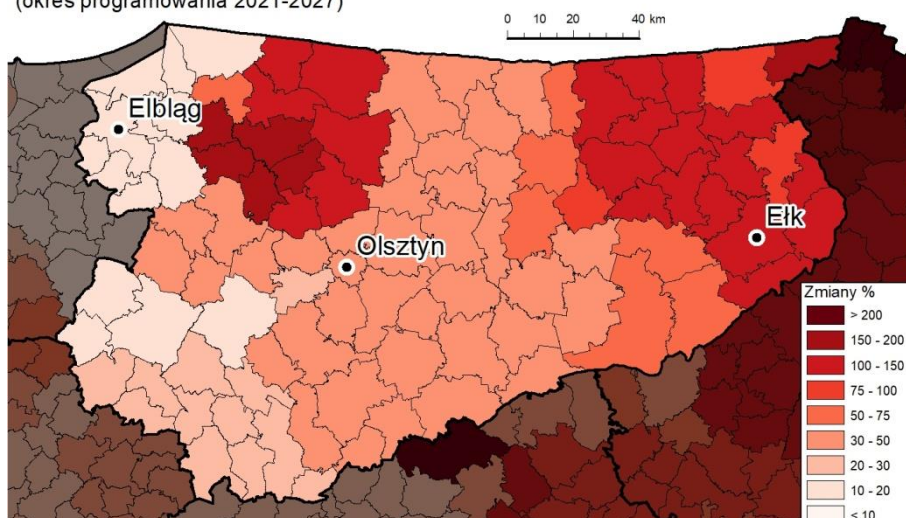 (okres programowania 2021-2027)
0 10 20 40 km
Elbląg
Ełk
Olsztyn
Zmiany %
> 200
150 - 200
100 - 150
75 - 100
50 - 75
30 - 50
20 - 30
10 - 20
< 10